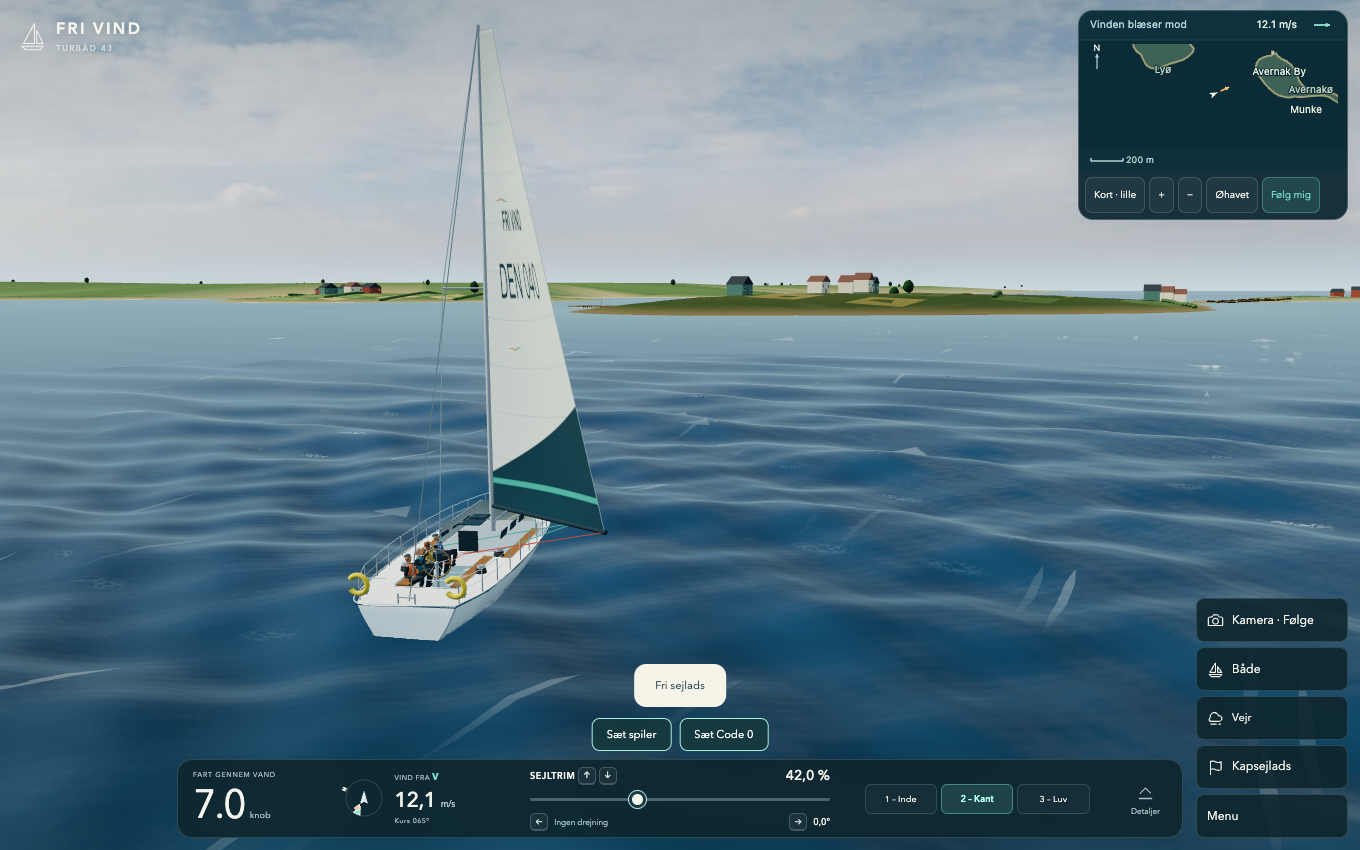 FRI VIND
TURBÅD 43
Vinden blæser mod 12.1 m/s
N
Lyø
Avernak By
Avernakø
Munke
200 m
Kort · lille + − Øhavet Følg mig
FRI VIND
DEN 040
Kamera · Følge
Både
Vejr
Kapsejlads
Menu
Fri sejlads
Sæt spiler Sæt Code 0
FART GENNEM VAND
7.0 knob
VIND FRA V
12,1 m/s
Kurs 065°
SEJLTRIM ↑ ↓ 42,0 %
← Ingen drejning → 0,0°
1 – Inde 2 – Kant 3 – Luv
Detaljer